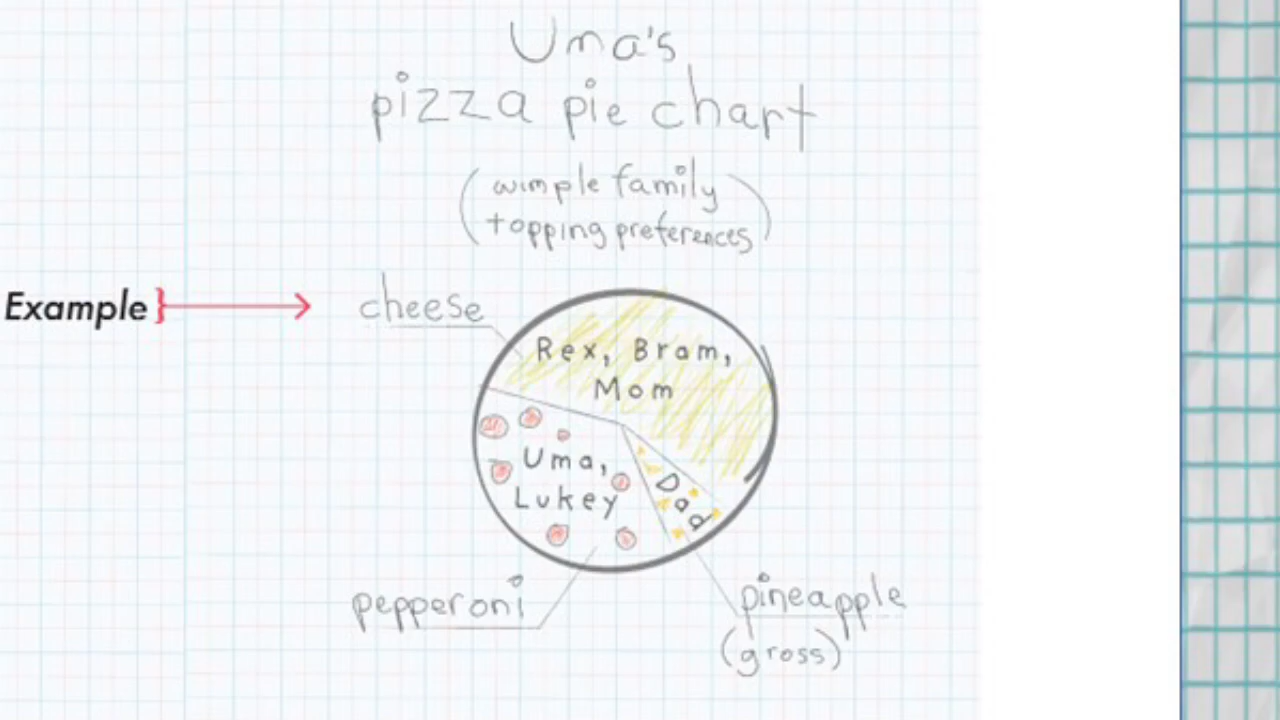 Uma's
pizza pie chart
(wimple family
topping preferences)
Example
cheese
Rex, Bram,
Mom
Uma,
Lukey
Dad
pepperoni
pineapple
(gross)